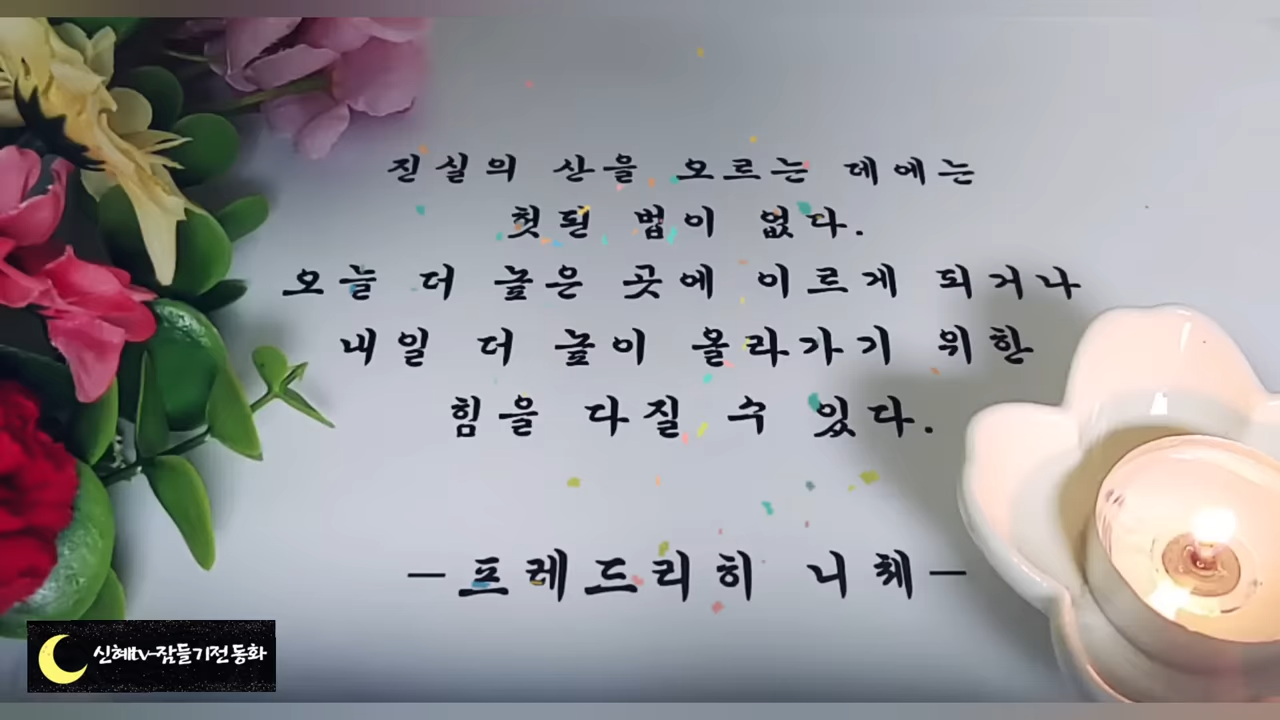 진실의 산을 오르는 데에는
헛된 법이 없다.
오늘 더 높은 곳에 이르게 되거나
내일 더 높이 올라가기 위한
힘을 다질 수 있다.
-프레드리히 니체-
신혜tv-잠들기전 동화